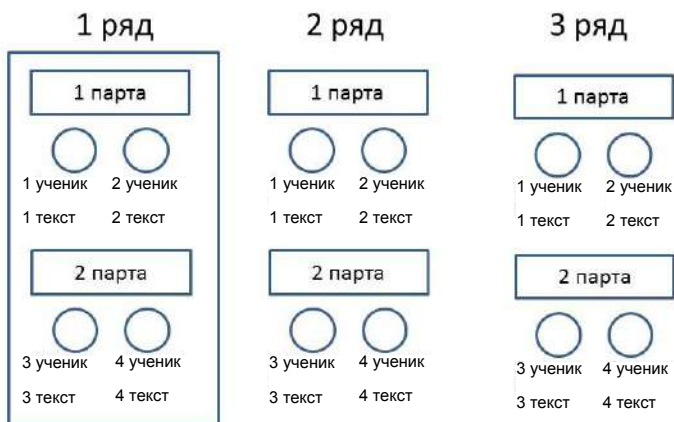 1 ряд
2 ряд
3 ряд
1 парта
1 парта
1 парта
1 ученик 2 ученик
1 ученик 2 ученик
1 ученик 2 ученик
1 текст 2 текст
1 текст 2 текст
1 текст 2 текст
2 парта
2 парта
2 парта
3 ученик 4 ученик
3 ученик 4 ученик
3 ученик 4 ученик
3 текст 4 текст
3 текст 4 текст
3 текст 4 текст